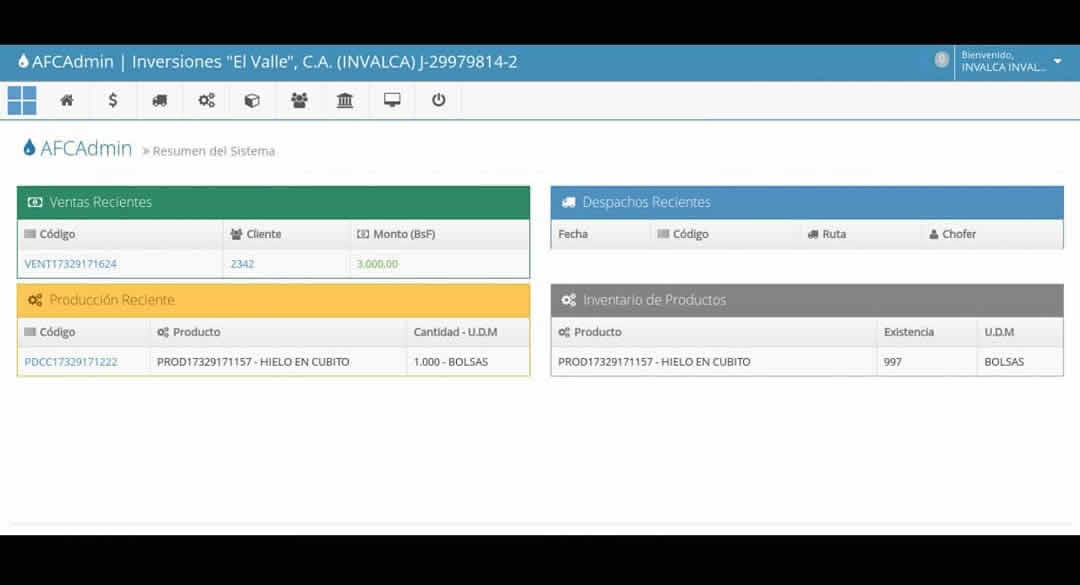 AFCAdmin | Inversiones "El Valle", C.A. (INVALCA) J-29979814-2
0
Bienvenido,
INVALCA INVAL...
AFCAdmin » Resumen del Sistema
Ventas Recientes
Código Cliente Monto (BsF)
VENT17329171624 2342 3.000,00
Despachos Recientes
Fecha Código Ruta Chofer
Producción Reciente
Código Producto Cantidad - U.D.M
PDCC17329171222 PROD17329171157 - HIELO EN CUBITO 1.000 - BOLSAS
Inventario de Productos
Producto Existencia U.D.M
PROD17329171157 - HIELO EN CUBITO 997 BOLSAS